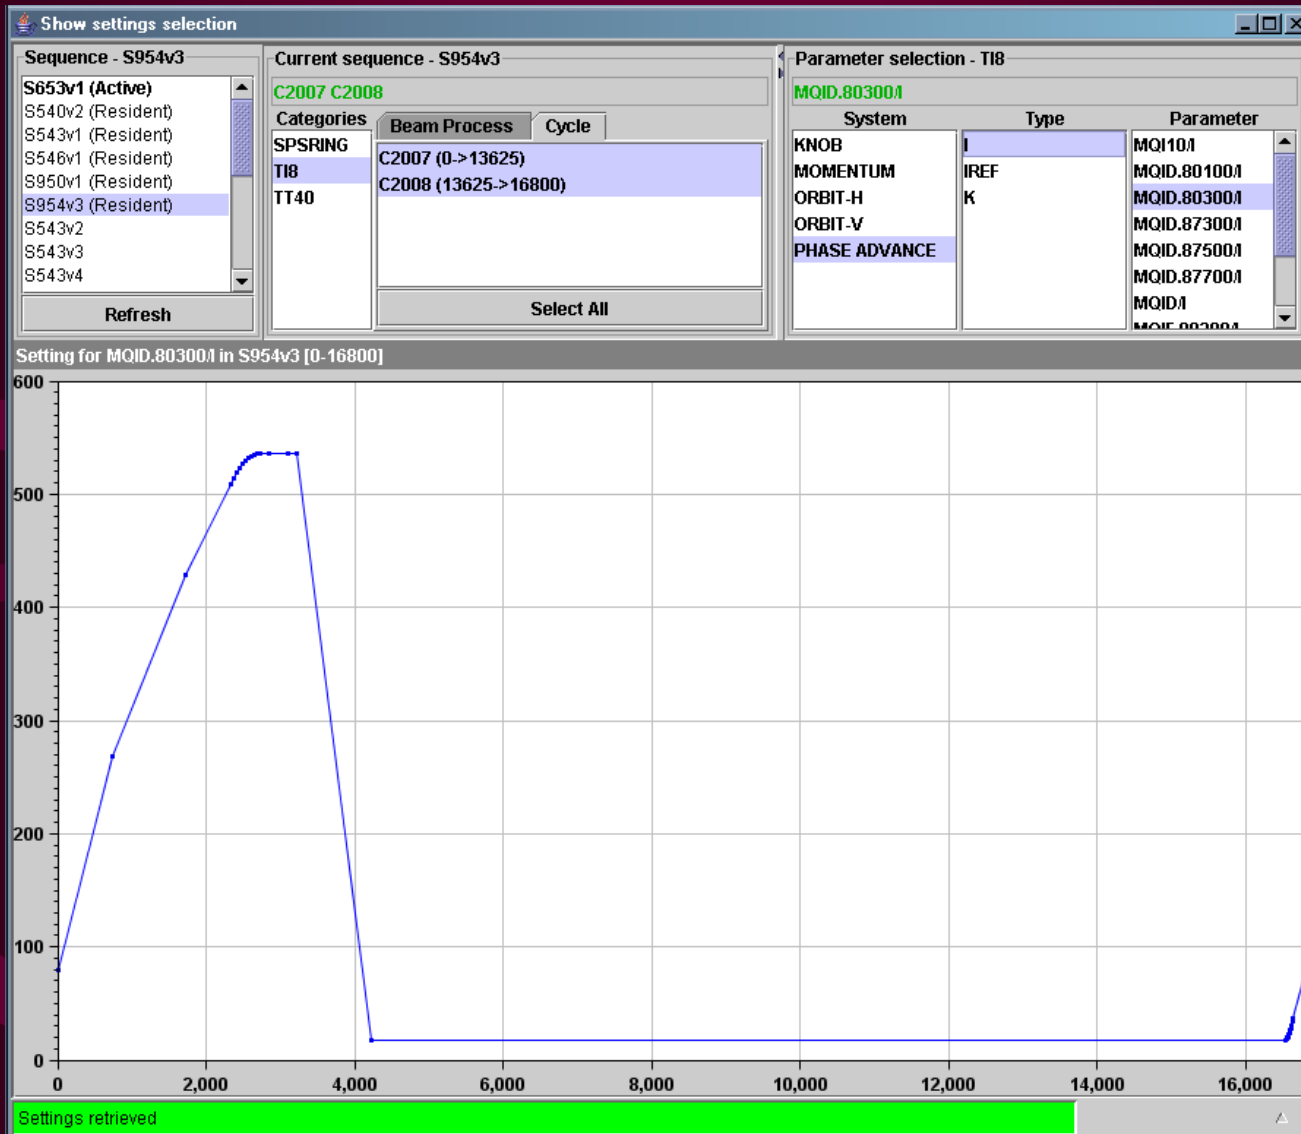 Show settings selection
Sequence - S954v3
S653v1 (Active)
S540v2 (Resident)
S543v1 (Resident)
S546v1 (Resident)
S950v1 (Resident)
S954v3 (Resident)
S543v2
S543v3
S543v4
Refresh
Current sequence - S954v3
C2007 C2008
Categories
SPSRING
TI8
TT40
Beam Process
Cycle
C2007 (0->13625)
C2008 (13625->16800)
Select All
Parameter selection - TI8
MQID.80300/I
System
KNOB
MOMENTUM
ORBIT-H
ORBIT-V
PHASE ADVANCE
Type
I
IREF
K
Parameter
MQI10/I
MQID.80100/I
MQID.80300/I
MQID.87300/I
MQID.87500/I
MQID.87700/I
MQID/I
Setting for MQID.80300/I in S954v3 [0-16800]
600
500
400
300
200
100
0
0 2,000 4,000 6,000 8,000 10,000 12,000 14,000 16,000
Settings retrieved